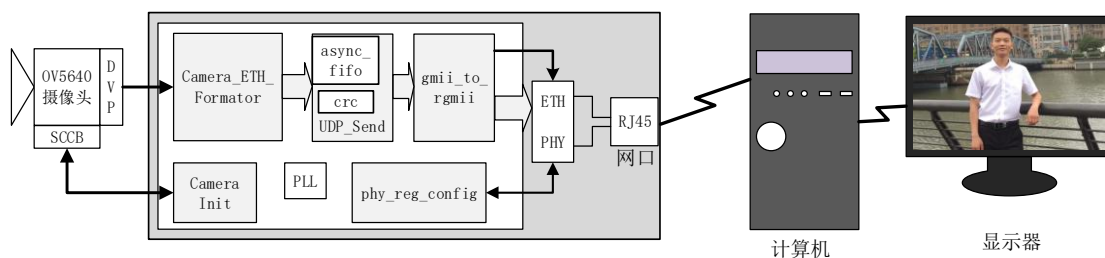 OV5640
摄像头
DVP
SCCB
Camera_ETH_
Formator
async_
fifo
crc
UDP_Send
gmii_to_
rgmii
ETH
PHY
RJ45
网口
Camera
Init
PLL
phy_reg_config
计算机
显示器